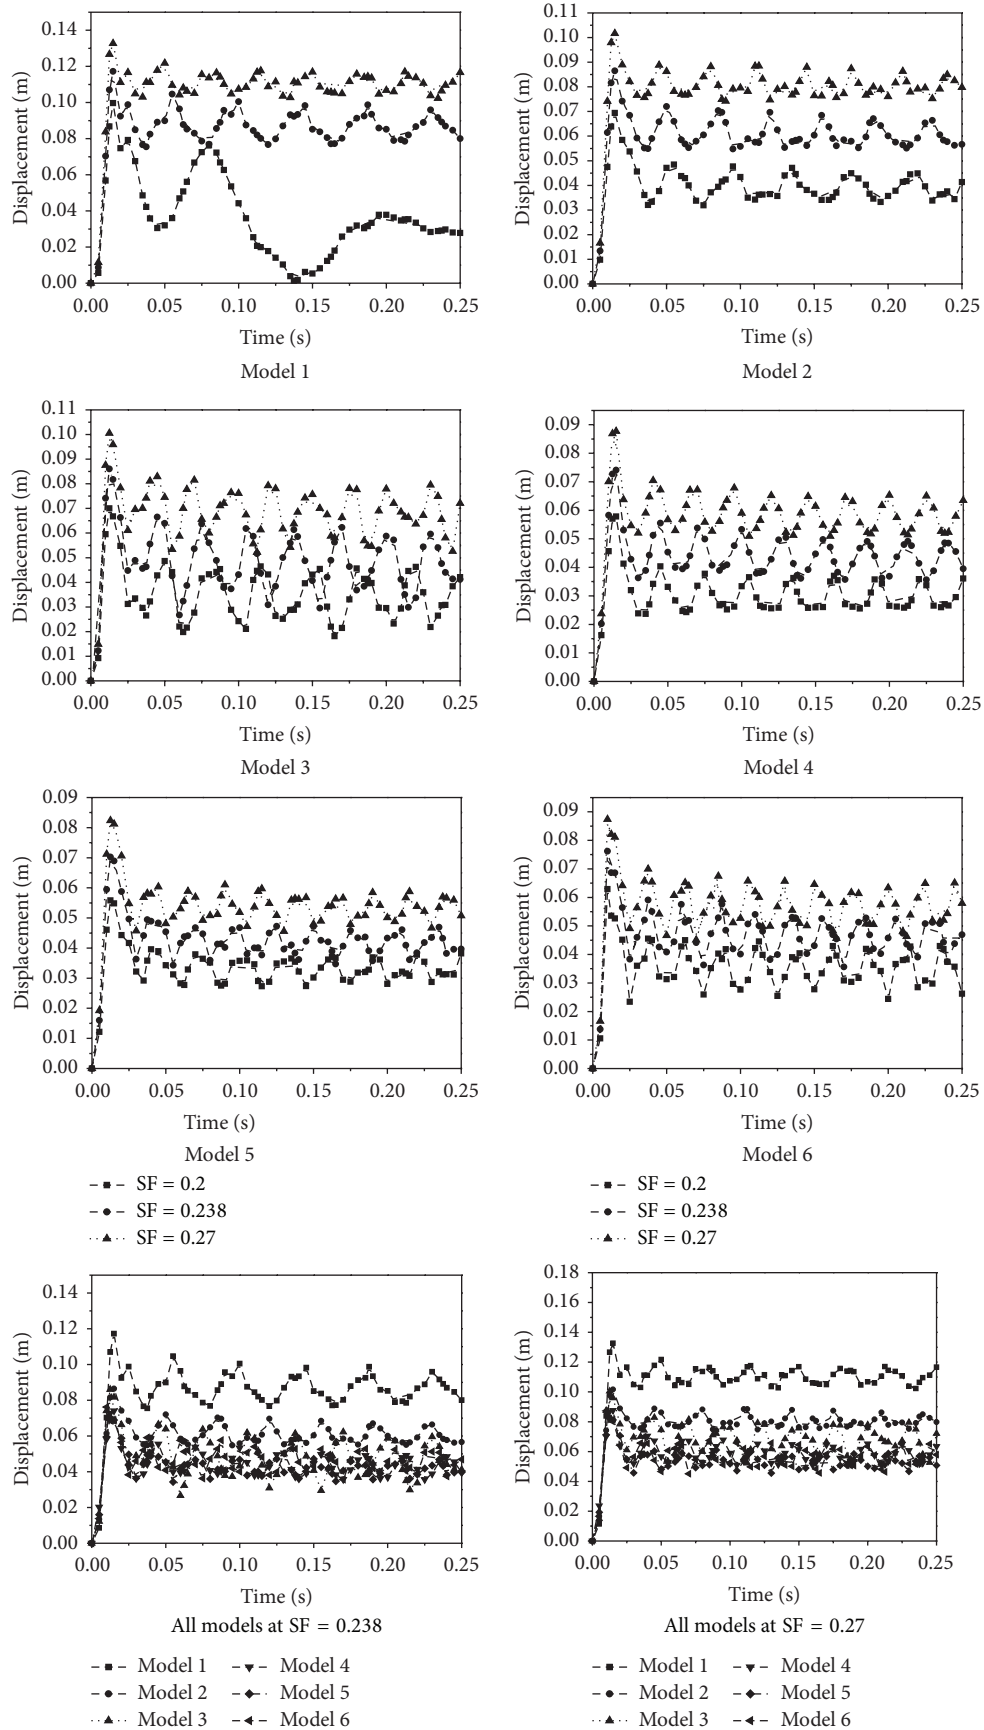 0.14
0.12
0.10
0.08
0.06
0.04
0.02
0.00
Displacement (m)
0.00 0.05 0.10 0.15 0.20 0.25
Time (s)
Model 1
0.11
0.10
0.09
0.08
0.07
0.06
0.05
0.04
0.03
0.02
0.01
0.00
Displacement (m)
0.00 0.05 0.10 0.15 0.20 0.25
Time (s)
Model 2
0.11
0.10
0.09
0.08
0.07
0.06
0.05
0.04
0.03
0.02
0.01
0.00
Displacement (m)
0.00 0.05 0.10 0.15 0.20 0.25
Time (s)
Model 3
0.09
0.08
0.07
0.06
0.05
0.04
0.03
0.02
0.01
0.00
Displacement (m)
0.00 0.05 0.10 0.15 0.20 0.25
Time (s)
Model 4
0.09
0.08
0.07
0.06
0.05
0.04
0.03
0.02
0.01
0.00
Displacement (m)
0.00 0.05 0.10 0.15 0.20 0.25
Time (s)
Model 5
SF = 0.2
SF = 0.238
SF = 0.27
0.09
0.08
0.07
0.06
0.05
0.04
0.03
0.02
0.01
0.00
Displacement (m)
0.00 0.05 0.10 0.15 0.20 0.25
Time (s)
Model 6
SF = 0.2
SF = 0.238
SF = 0.27
0.14
0.12
0.10
0.08
0.06
0.04
0.02
0.00
Displacement (m)
0.00 0.05 0.10 0.15 0.20 0.25
Time (s)
All models at SF = 0.238
Model 1 Model 4
Model 2 Model 5
Model 3 Model 6
0.18
0.16
0.14
0.12
0.10
0.08
0.06
0.04
0.02
0.00
Displacement (m)
0.00 0.05 0.10 0.15 0.20 0.25
Time (s)
All models at SF = 0.27
Model 1 Model 4
Model 2 Model 5
Model 3 Model 6